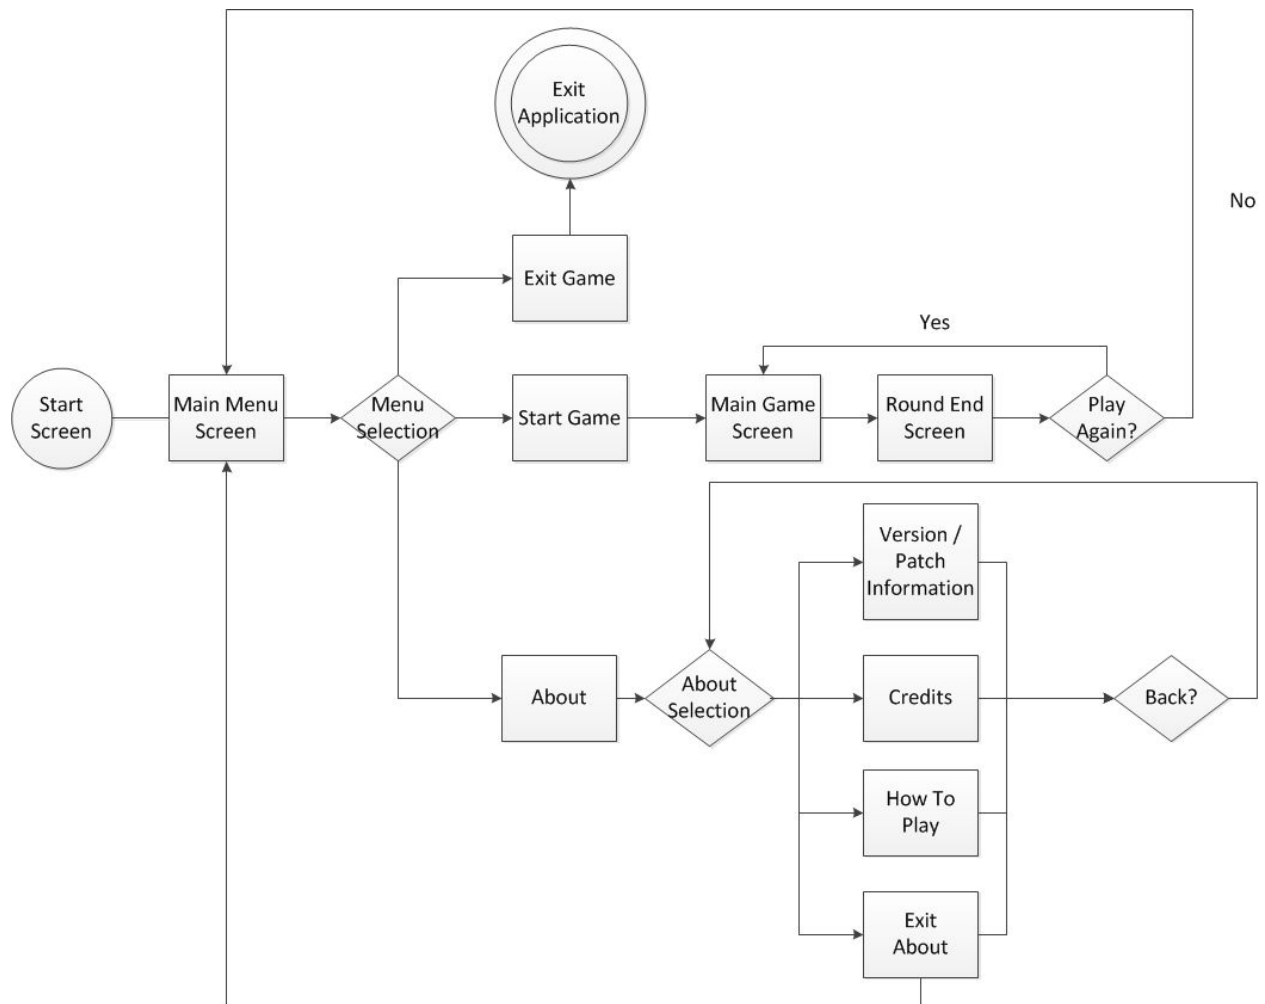 Exit
Application
No
Exit Game
Yes
Start
Screen
Main Menu
Screen
Menu
Selection
Start Game
Main Game
Screen
Round End
Screen
Play
Again?
Version /
Patch
Information
About
About
Selection
Credits
Back?
How To
Play
Exit
About